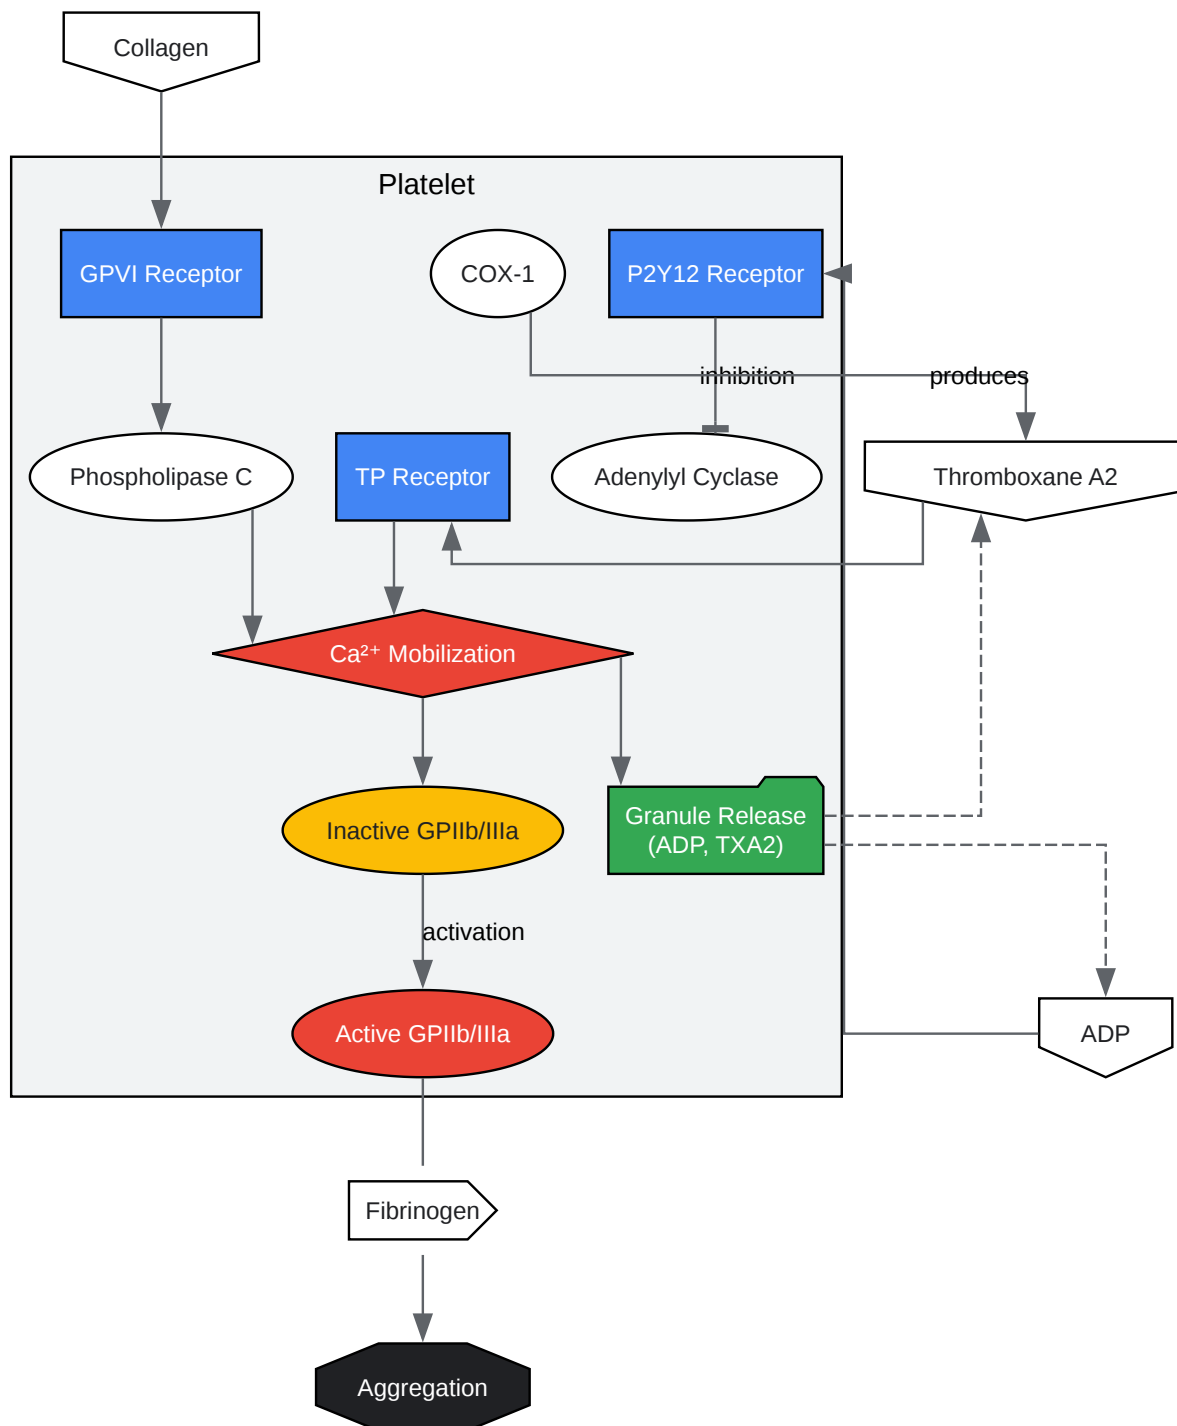 Collagen
Platelet
GPVI Receptor
COX-1
P2Y12 Receptor
inhibition
produces
Phospholipase C
TP Receptor
Adenylyl Cyclase
Thromboxane A2
Ca²⁺ Mobilization
Inactive GPIIb/IIIa
Granule Release
(ADP, TXA2)
activation
Active GPIIb/IIIa
ADP
Fibrinogen
Aggregation